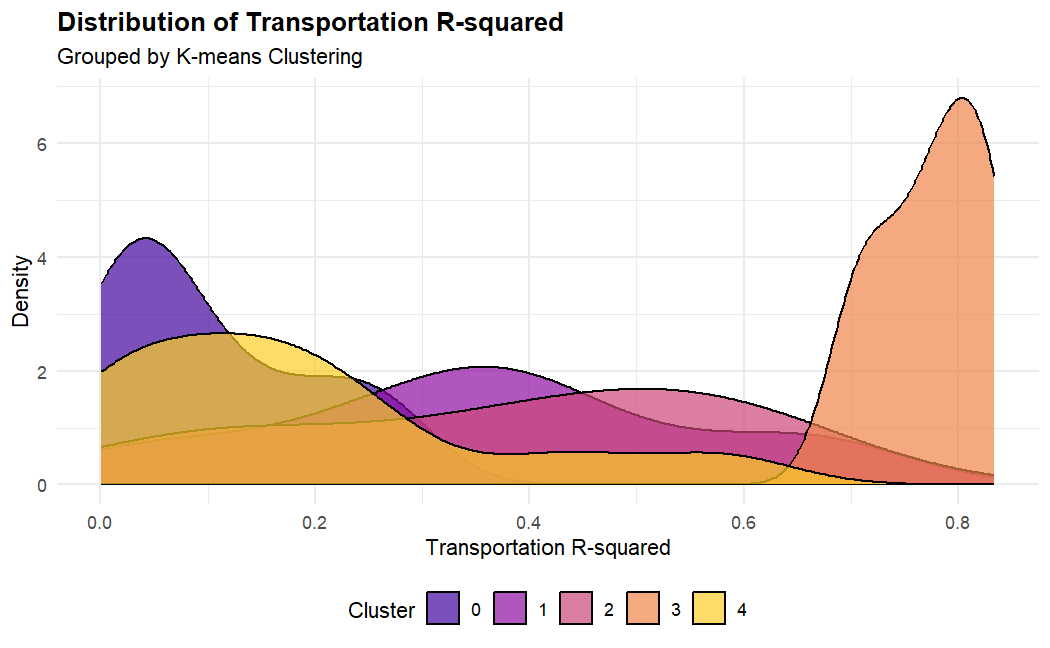 Distribution of Transportation R-squared
Grouped by K-means Clustering
Density
6
4
2
0
0.0 0.2 0.4 0.6 0.8
Transportation R-squared
Cluster 0 1 2 3 4